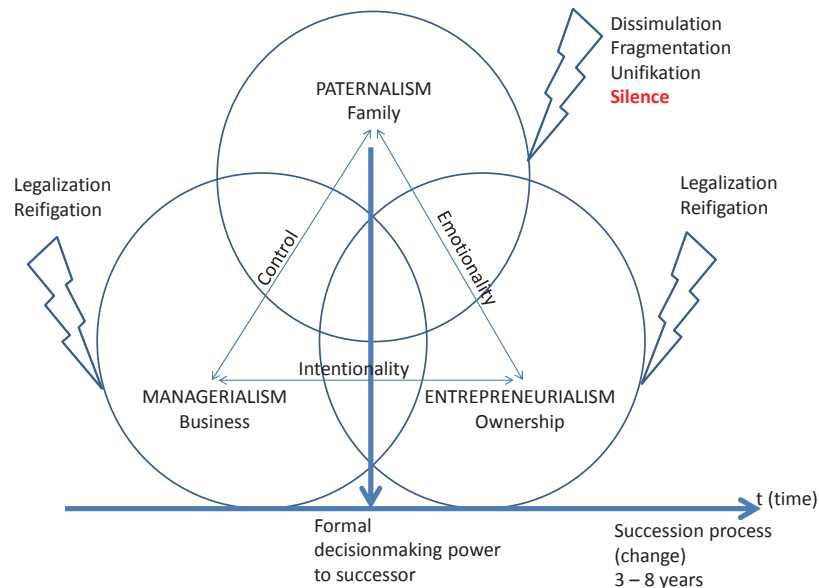 Dissimulation
Fragmentation
Unifikation
Silence
PATERNALISM
Family
Legalization
Reifigation
Legalization
Reifigation
Control
Emotionality
Intentionality
MANAGERIALISM
Business
ENTREPRENEURIALISM
Ownership
t (time)
Formal
decisionmaking power
to successor
Succession process
(change)
3 – 8 years